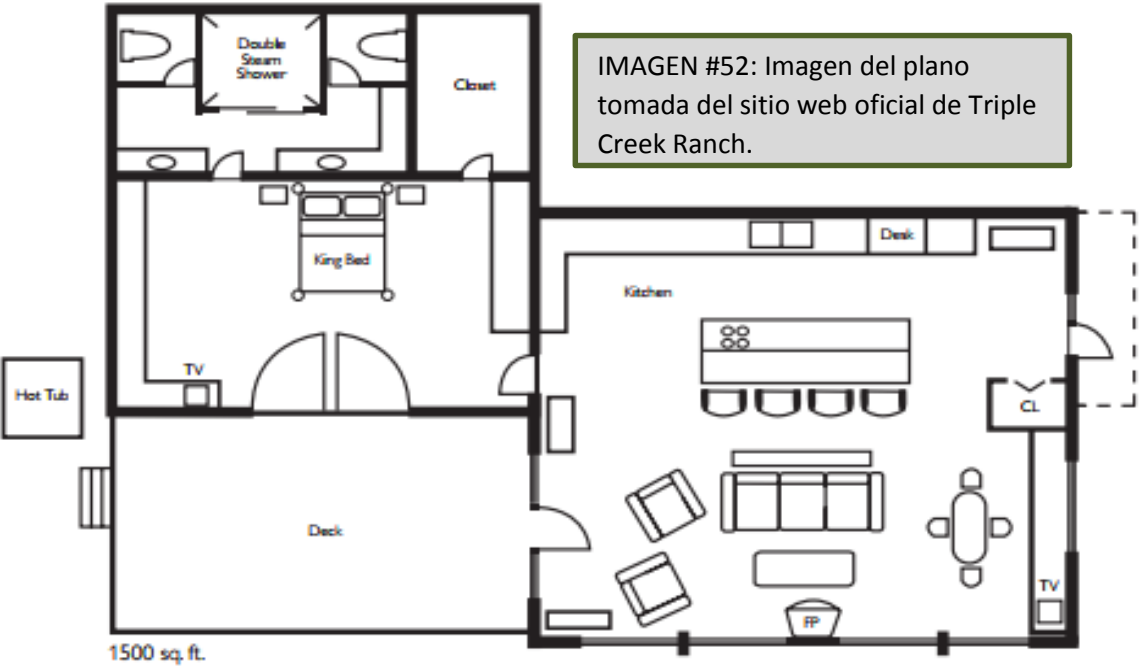 Double
Steam
Shower
Closet
IMAGEN #52: Imagen del plano
tomada del sitio web oficial de Triple
Creek Ranch.
Desk
King Bed
Kitchen
TV
Hot Tub
CL
Deck
TV
FP
1500 sq. ft.